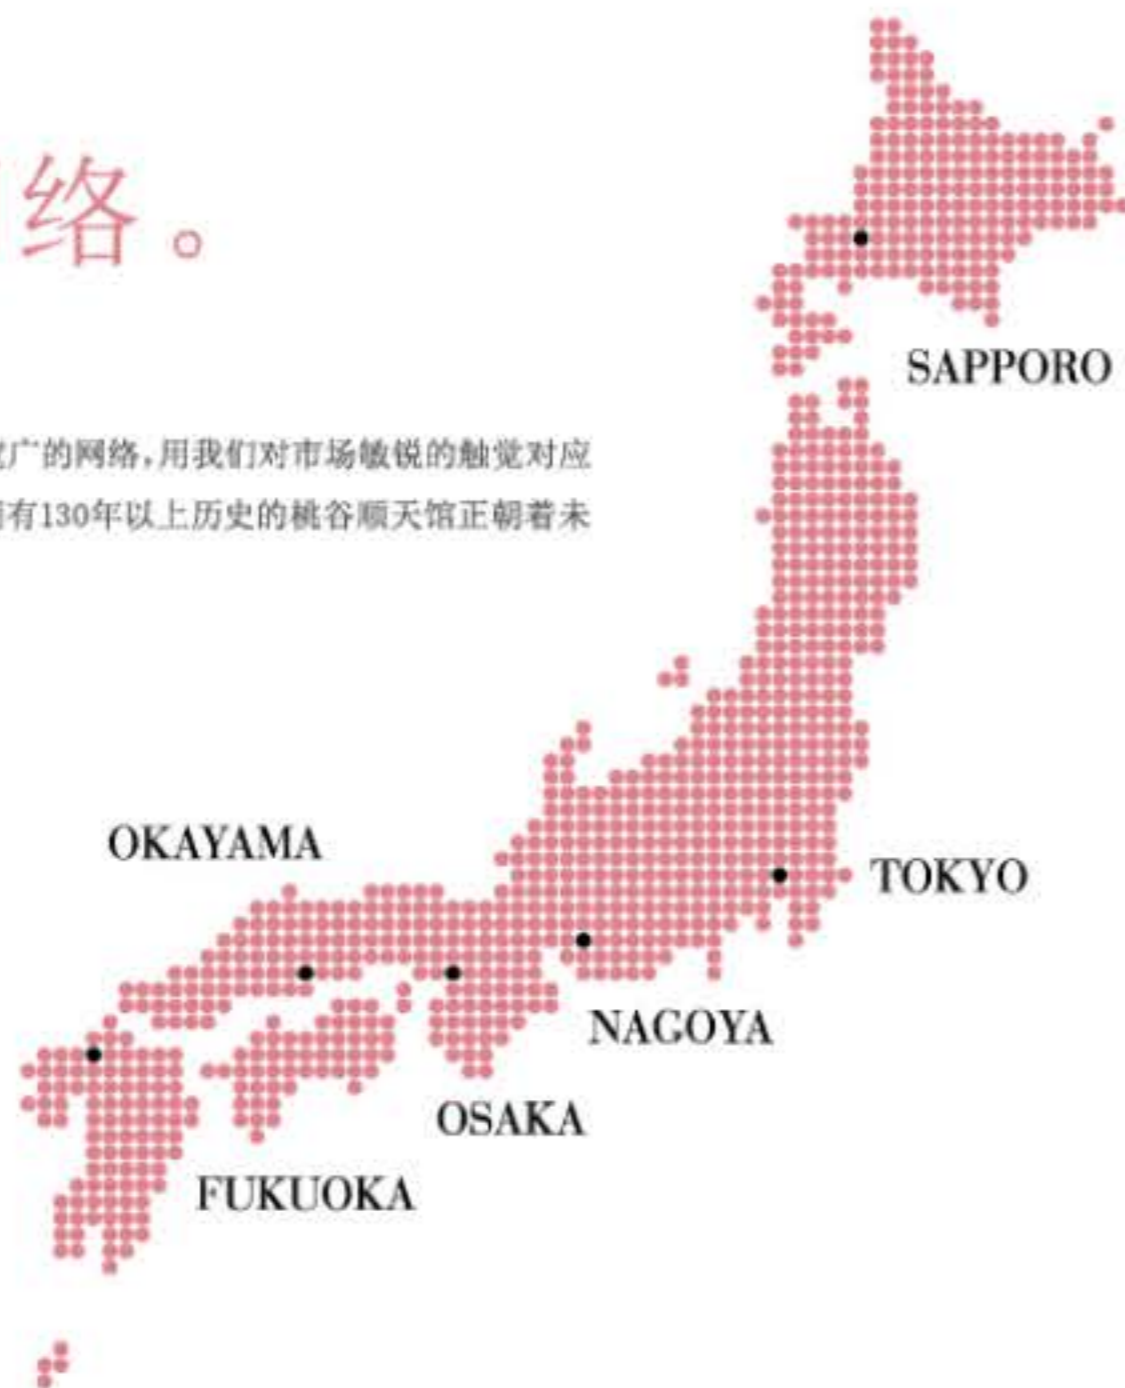 络。
广的网络，用我们对市场敏锐的触觉对应
有130年以上历史的桃谷顺天馆正朝着未
SAPPORO
OKAYAMA
TOKYO
NAGOYA
OSAKA
FUKUOKA